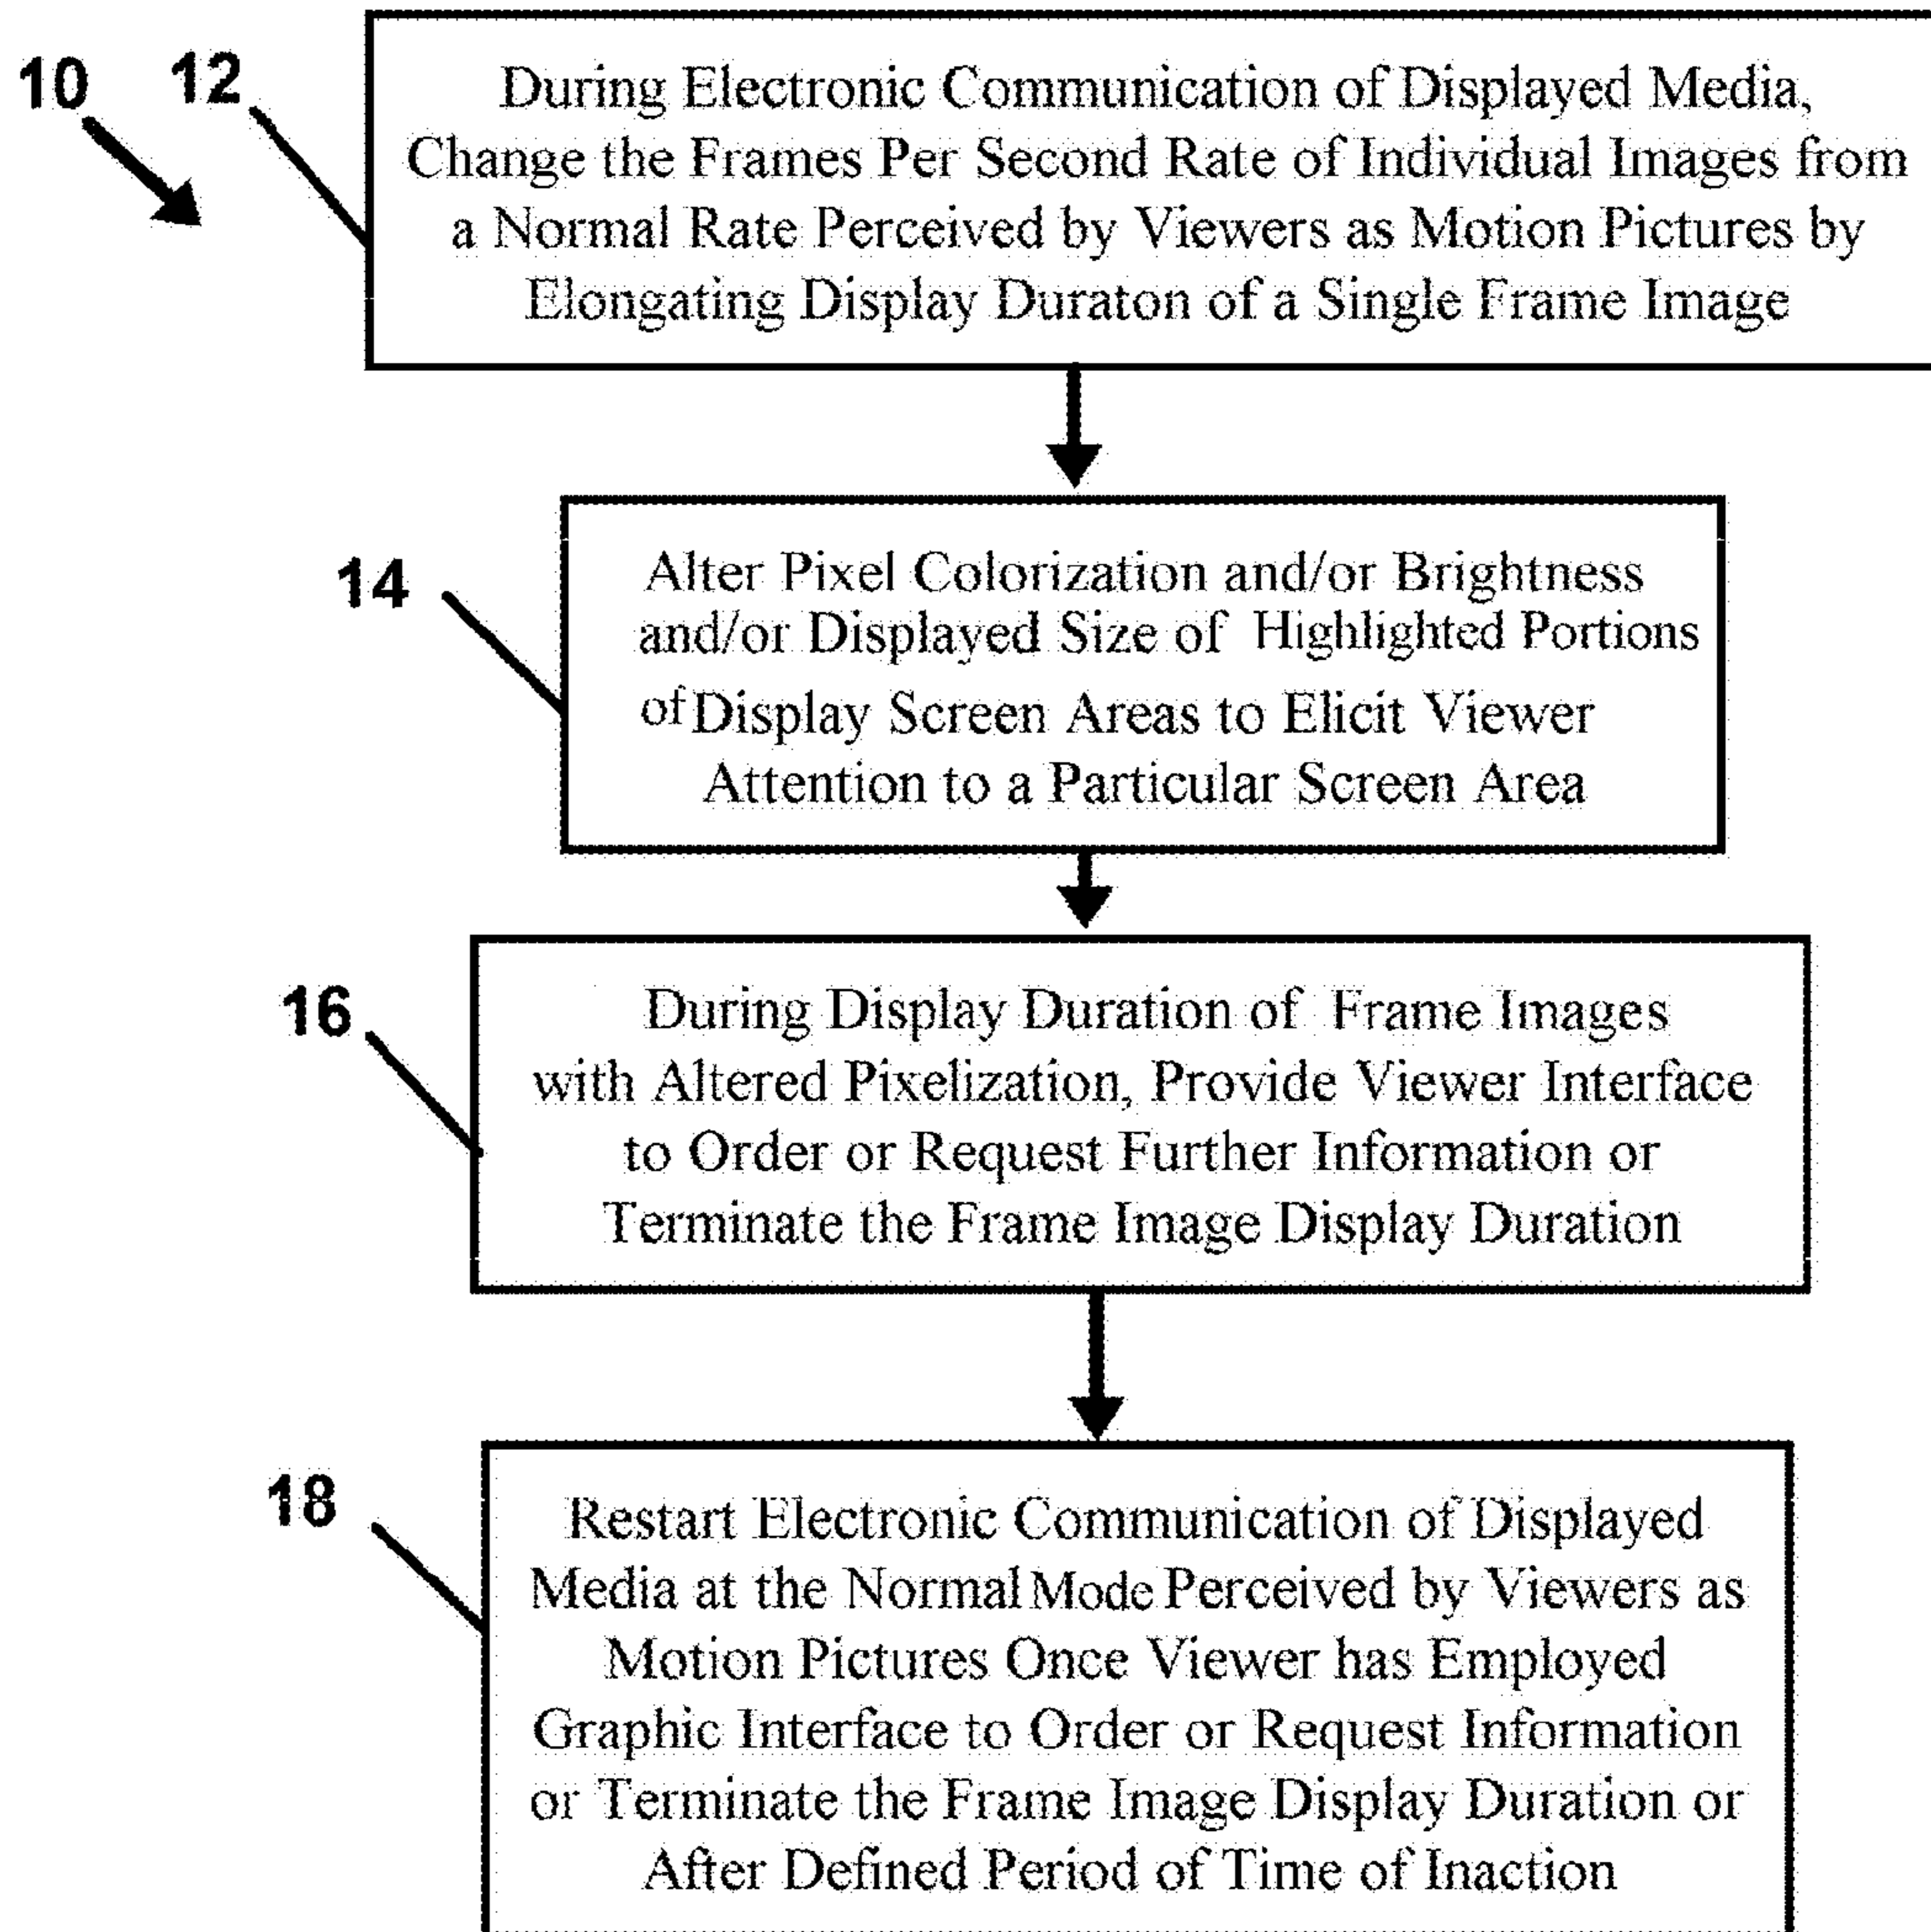 10
12
During Electronic Communication of Displayed Media,
Change the Frames Per Second Rate of Individual Images from
a Normal Rate Perceived by Viewers as Motion Pictures by
Elongating Display Duraton of a Single Frame Image
14
Alter Pixel Colorization and/or Brightness
and/or Displayed Size of Highlighted Portions
of Display Screen Areas to Elicit Viewer
Attention to a Particular Screen Area
16
During Display Duration of Frame Images
with Altered Pixelization, Provide Viewer Interface
to Order or Request Further Information or
Terminate the Frame Image Display Duration
18
Restart Electronic Communication of Displayed
Media at the Normal Mode Perceived by Viewers as
Motion Pictures Once Viewer has Employed
Graphic Interface to Order or Request Information
or Terminate the Frame Image Display Duration or
After Defined Period of Time of Inaction